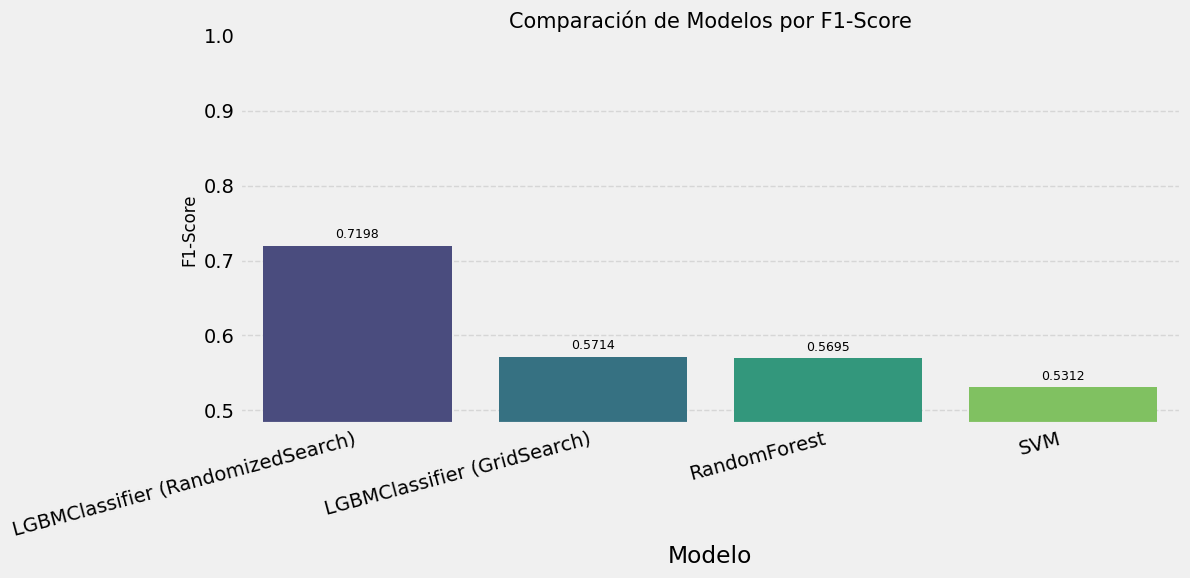 Comparación de Modelos por F1-Score
1.0
0.9
0.8
0.7
0.6
0.5
F1-Score
0.7198
0.5714
0.5695
0.5312
LGBMClassifier (RandomizedSearch)
LGBMClassifier (GridSearch)
RandomForest
SVM
Modelo